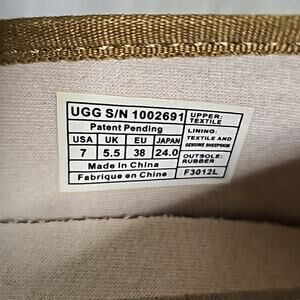 UGG S/N 1002691
Patent Pending
USA UK EU JAPAN
7 5.5 38 24.0
Made in China
Fabrique en Chine
UPPER:
TEXTILE
LINING:
TEXTILE AND
GENUINE SHEEPSKIN
OUTSOLE:
RUBBER
F3012L